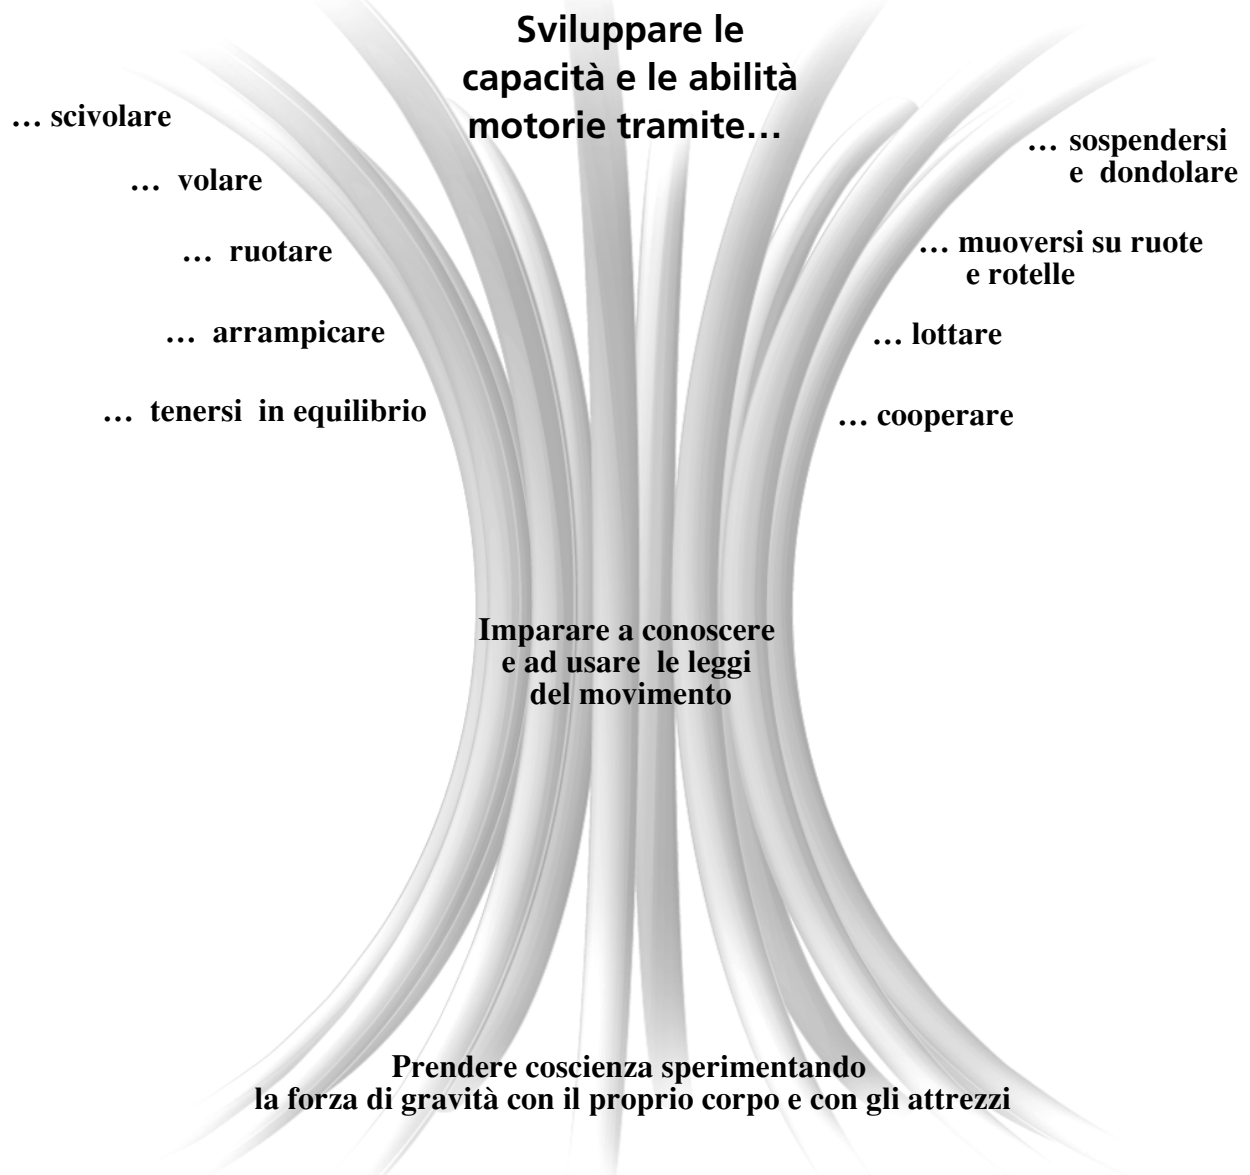 Sviluppare le
capacità e le abilità
motorie tramite…
… scivolare
… volare
… ruotare
… arrampicare
… tenersi in equilibrio
… sospendersi
e dondolare
… muoversi su ruote
e rotelle
… lottare
… cooperare
Imparare a conoscere
e ad usare le leggi
del movimento
Prendere coscienza sperimentando
la forza di gravità con il proprio corpo e con gli attrezzi